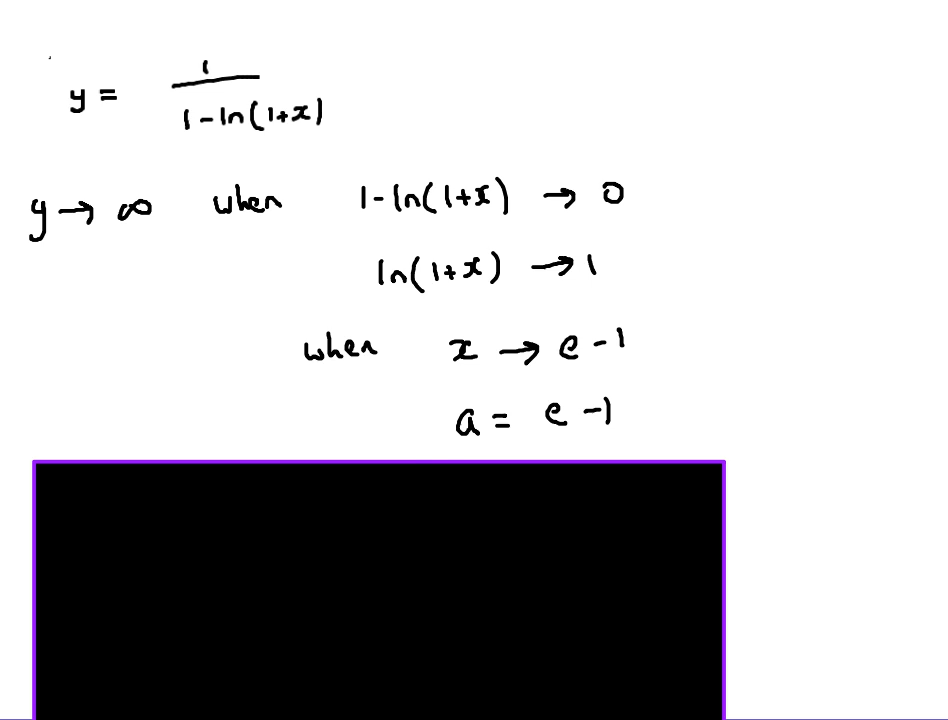 y = 1/(1-ln(1+x))
y → ∞ when 1-ln(1+x) → 0
ln(1+x) → 1
when x → e-1
a = e-1